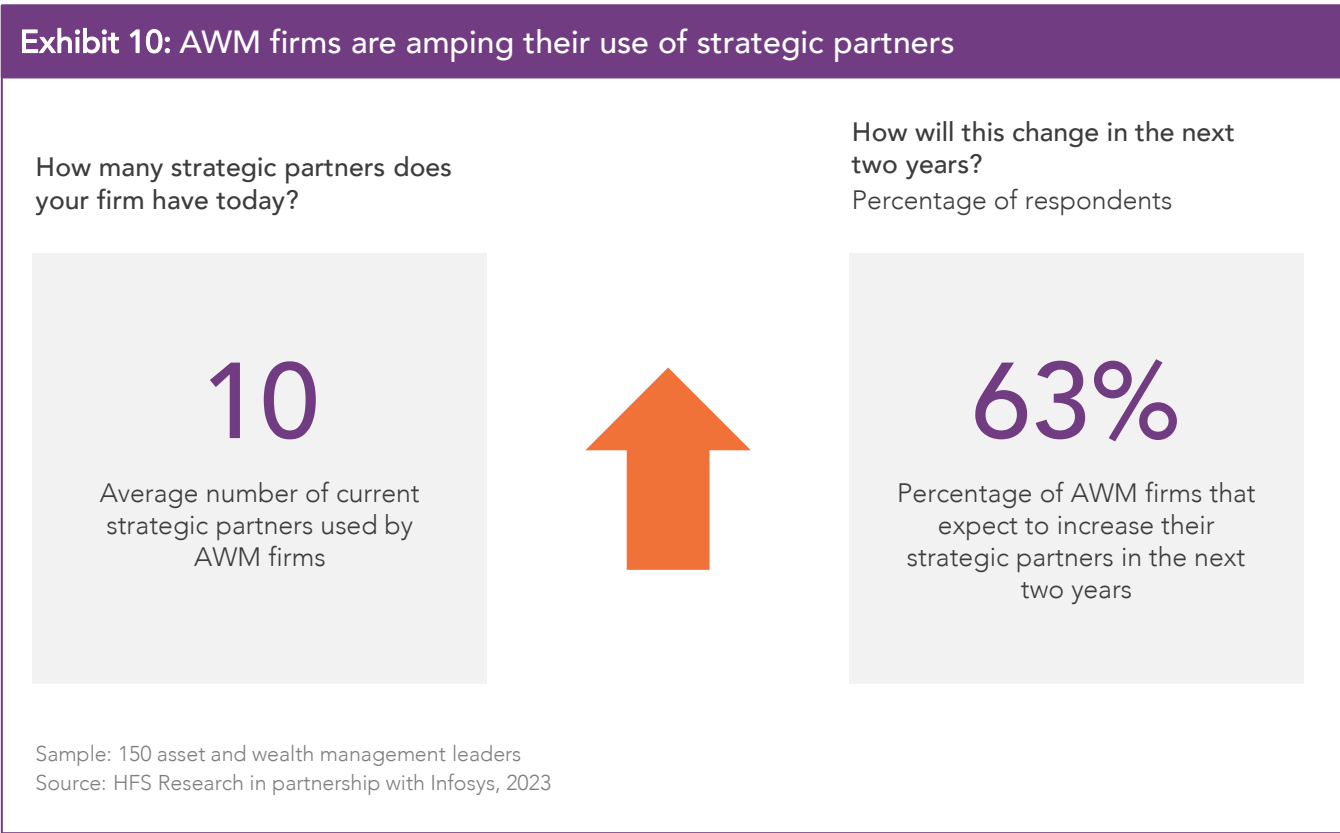 Exhibit 10: AWM firms are amping their use of strategic partners
How many strategic partners does
your firm have today?
10
Average number of current
strategic partners used by
AWM firms
How will this change in the next
two years?
Percentage of respondents
63%
Percentage of AWM firms that
expect to increase their
strategic partners in the next
two years
Sample: 150 asset and wealth management leaders
Source: HFS Research in partnership with Infosys, 2023